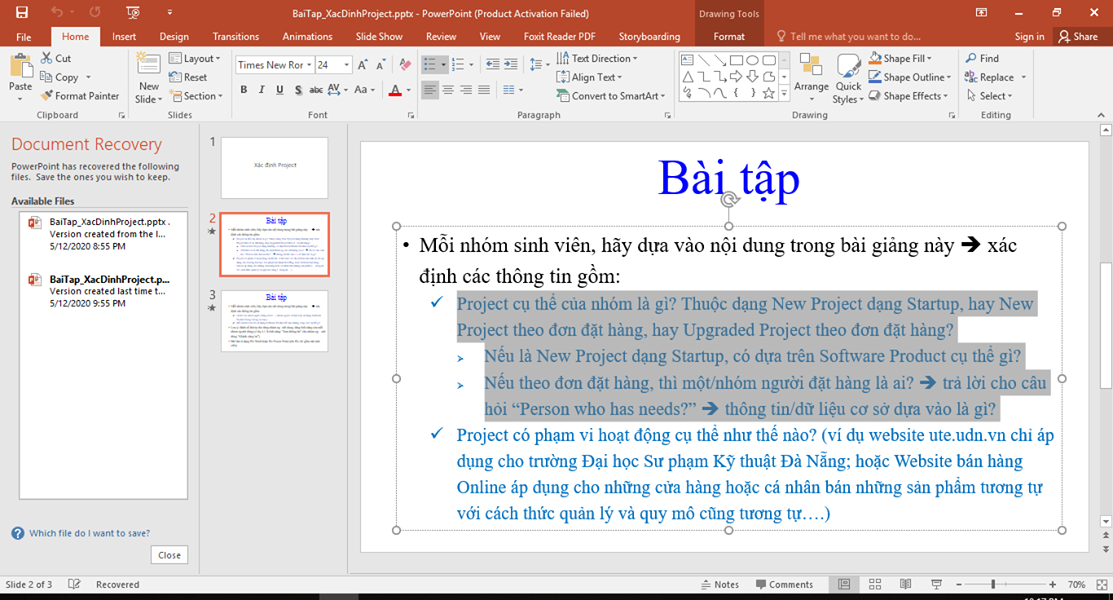 BaiTap_XacDinhProject.pptx - PowerPoint (Product Activation Failed)
Drawing Tools
File Home Insert Design Transitions Animations Slide Show Review View Foxit Reader PDF Storyboarding Format Tell me what you want to do... Sign in Share
Paste
Cut
Copy
Format Painter
Clipboard
New Slide
Layout
Reset
Section
Slides
Times New Ror 24
B I U S abc AV Aa A
Font
Text Direction
Align Text
Convert to SmartArt
Paragraph
Arrange
Quick Styles
Shape Fill
Shape Outline
Shape Effects
Drawing
Find
Replace
Select
Editing
Document Recovery
PowerPoint has recovered the following
files. Save the ones you wish to keep.
Available Files
BaiTap_XacDinhProject.pptx .
Version created from the l...
5/12/2020 8:55 PM
BaiTap_XacDinhProject.p...
Version created last time t...
5/12/2020 9:55 PM
Which file do I want to save?
Close
1
Xác định Project
2
Bài tập
3
Bài tập
Bài tập
• Mỗi nhóm sinh viên, hãy dựa vào nội dung trong bài giảng này ➔ xác
định các thông tin gồm:
✓ Project cụ thể của nhóm là gì? Thuộc dạng New Project dạng Startup, hay New
Project theo đơn đặt hàng, hay Upgraded Project theo đơn đặt hàng?
➢ Nếu là New Project dạng Startup, có dựa trên Software Product cụ thể gì?
➢ Nếu theo đơn đặt hàng, thì một/nhóm người đặt hàng là ai? ➔ trả lời cho câu
hỏi “Person who has needs?” ➔ thông tin/dữ liệu cơ sở dựa vào là gì?
✓ Project có phạm vi hoạt động cụ thể như thế nào? (ví dụ website ute.udn.vn chỉ áp
dụng cho trường Đại học Sư phạm Kỹ thuật Đà Nẵng; hoặc Website bán hàng
Online áp dụng cho những cửa hàng hoặc cá nhân bán những sản phẩm tương tự
với cách thức quản lý và quy mô cũng tương tự….)
Slide 2 of 3 Recovered Notes Comments 70%